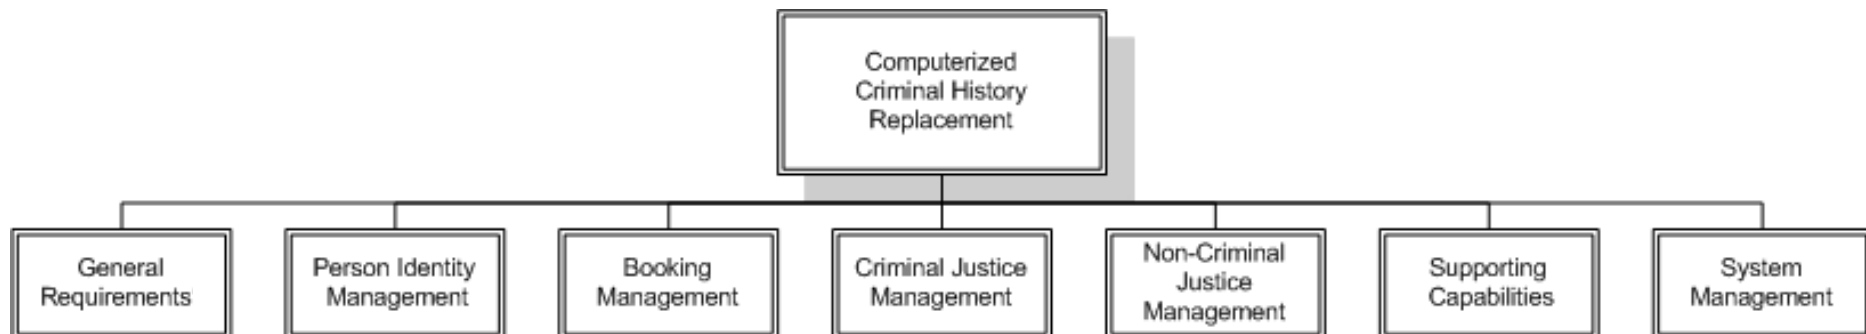 Computerized
Criminal History
Replacement
General
Requirements
Person Identity
Management
Booking
Management
Criminal Justice
Management
Non-Criminal
Justice
Management
Supporting
Capabilities
System
Management